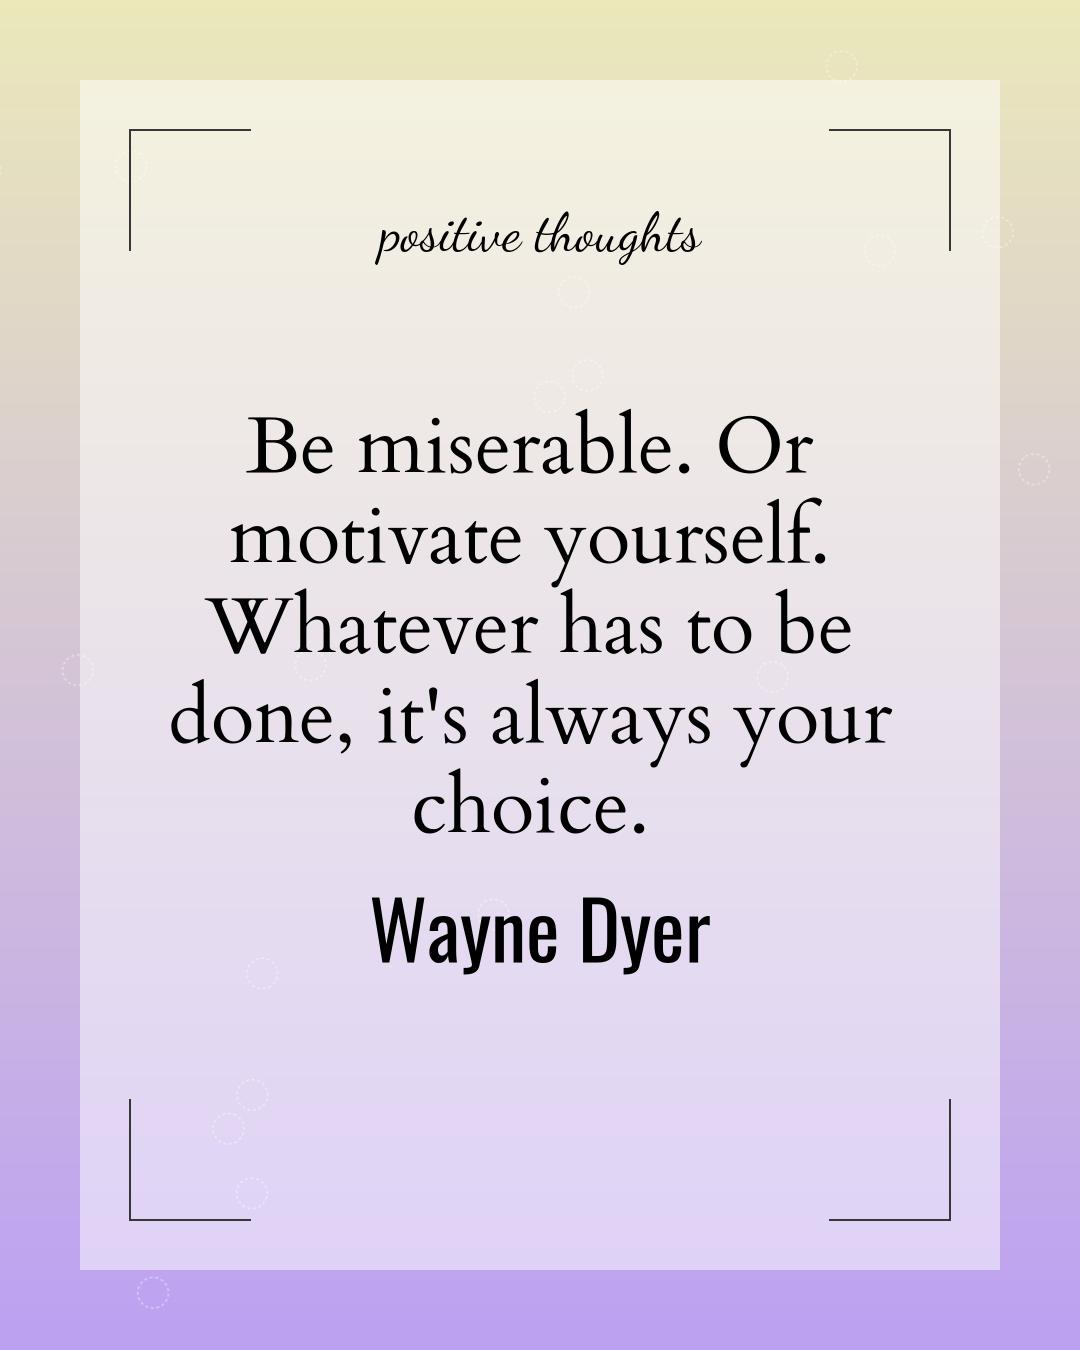 positive thoughts
Be miserable. Or
motivate yourself.
Whatever has to be
done, it's always your
choice.
Wayne Dyer